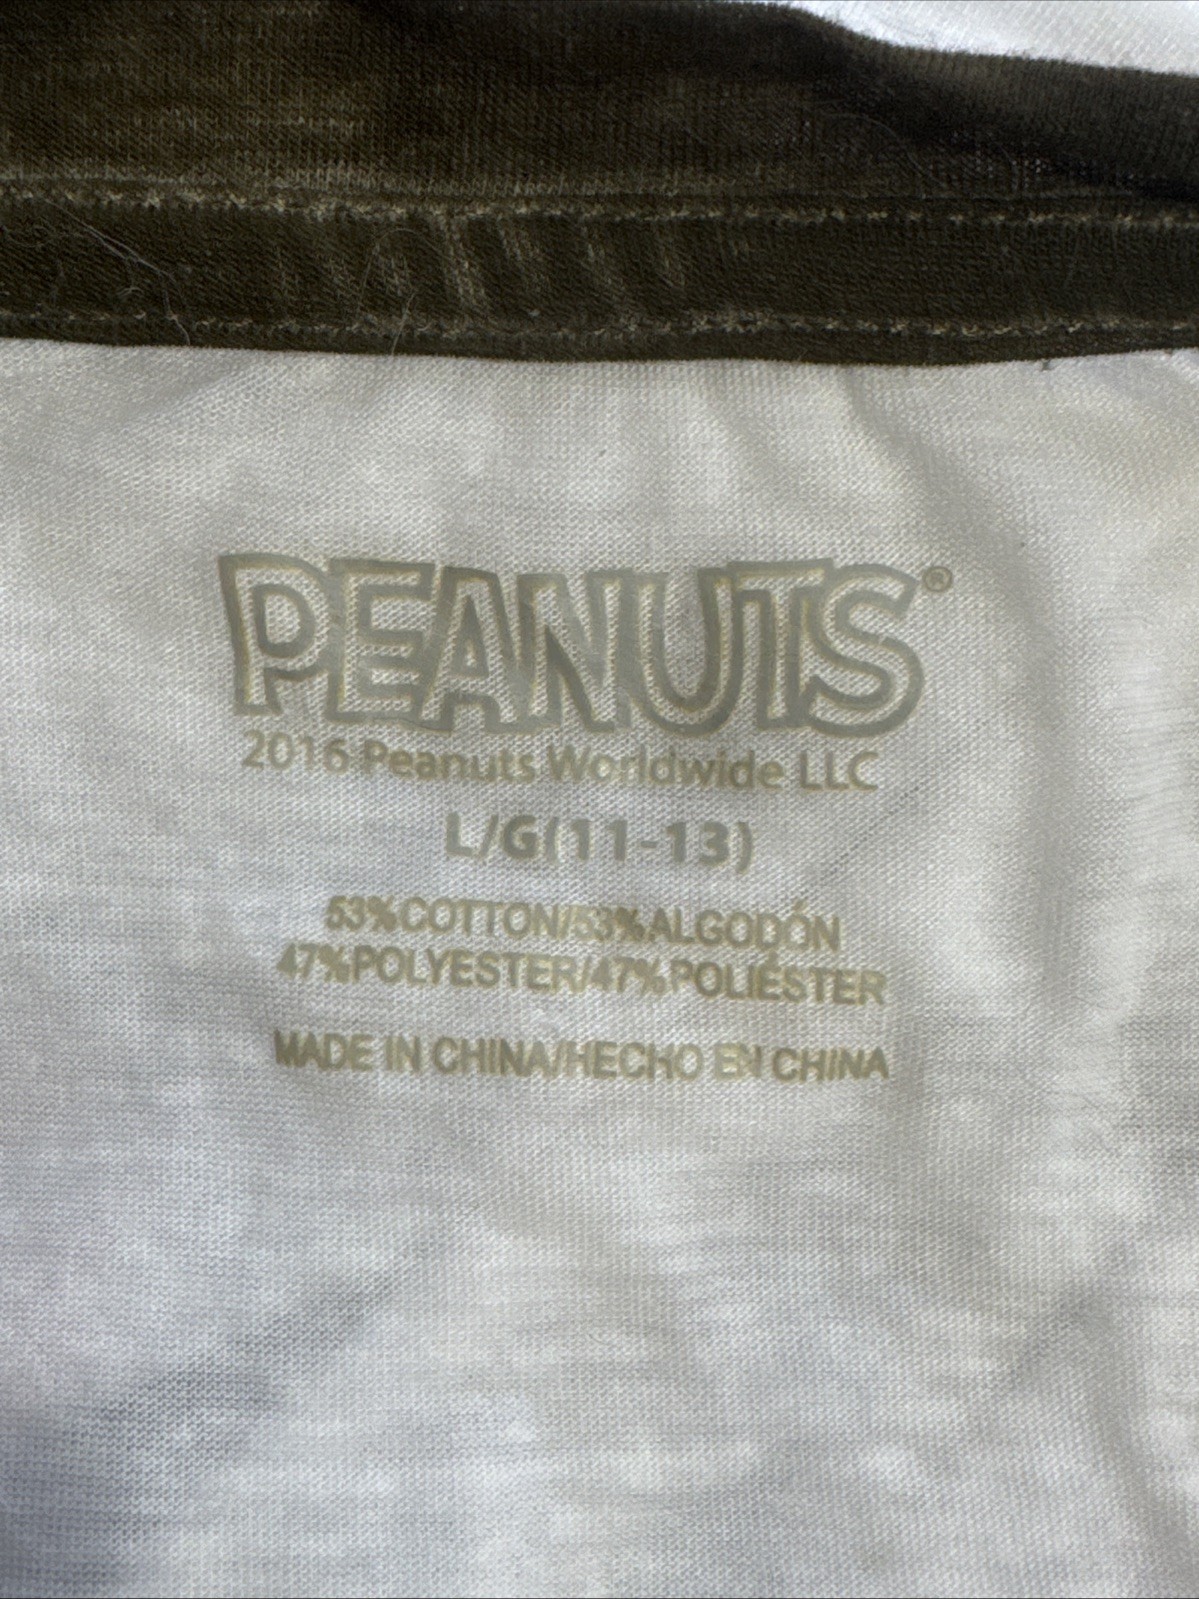 PEANUTS®
2016 Peanuts Worldwide LLC
L/G(11-13)
53%COTTON/53%ALGODÓN
47%POLYESTER/47%POLIÉSTER
MADE IN CHINA/HECHO EN CHINA